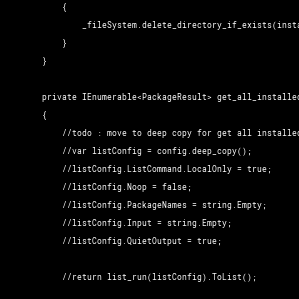 {
_fileSystem.delete_directory_if_exists(insta
}
}
private IEnumerable<PackageResult> get_all_installed
{
//todo : move to deep copy for get all installed
//var listConfig = config.deep_copy();
//listConfig.ListCommand.LocalOnly = true;
//listConfig.Noop = false;
//listConfig.PackageNames = string.Empty;
//listConfig.Input = string.Empty;
//listConfig.QuietOutput = true;
//return list_run(listConfig).ToList();